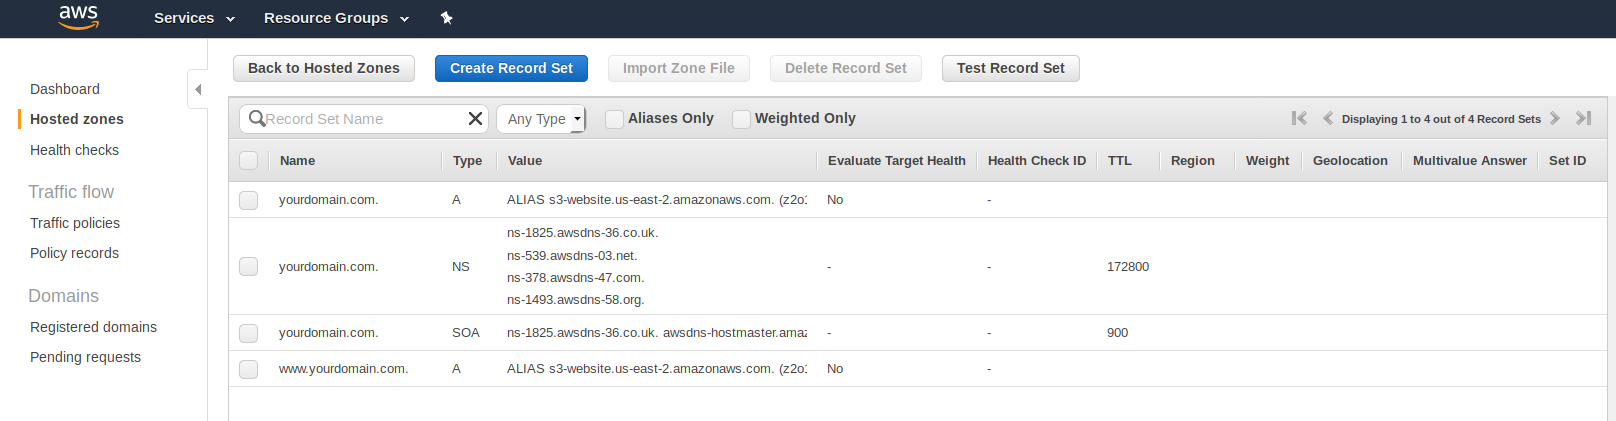 aws Services Resource Groups
Back to Hosted Zones Create Record Set Import Zone File Delete Record Set Test Record Set
Dashboard
Hosted zones
Health checks
Traffic flow
Traffic policies
Policy records
Domains
Registered domains
Pending requests
Record Set Name Any Type Aliases Only Weighted Only Displaying 1 to 4 out of 4 Record Sets
Name Type Value Evaluate Target Health Health Check ID TTL Region Weight Geolocation Multivalue Answer Set ID
yourdomain.com. A ALIAS s3-website.us-east-2.amazonaws.com. (z2o1 No -
ns-1825.awsdns-36.co.uk.
ns-539.awsdns-03.net.
yourdomain.com. NS - - 172800
ns-378.awsdns-47.com.
ns-1493.awsdns-58.org.
yourdomain.com. SOA ns-1825.awsdns-36.co.uk. awsdns-hostmaster.amaz - - 900
www.yourdomain.com. A ALIAS s3-website.us-east-2.amazonaws.com. (z2o1 No -